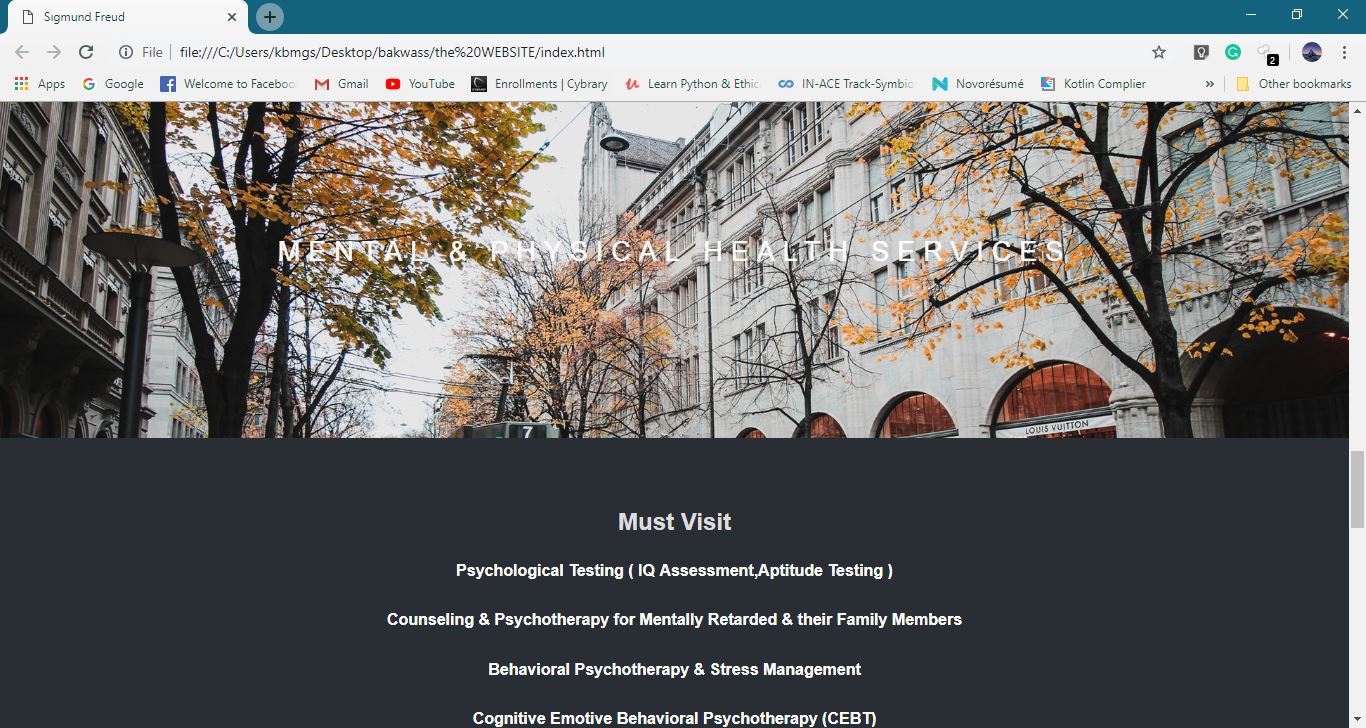 Sigmund Freud
File
file:///C:/Users/kbmgs/Desktop/bakwass/the%20WEBSITE/index.html
2
Apps
Google
Welcome to Faceboo
Gmail
YouTube
Enrollments | Cybrary
Learn Python & Ethic
IN-ACE Track-Symbio
Novorésumé
Kotlin Complier
»
Other bookmarks
MENTAL & PHYSICAL HEALTH SERVICES
7
LOUIS VUITTON
Must Visit
Psychological Testing ( IQ Assessment,Aptitude Testing )
Counseling & Psychotherapy for Mentally Retarded & their Family Members
Behavioral Psychotherapy & Stress Management
Cognitive Emotive Behavioral Psychotherapy (CEBT)